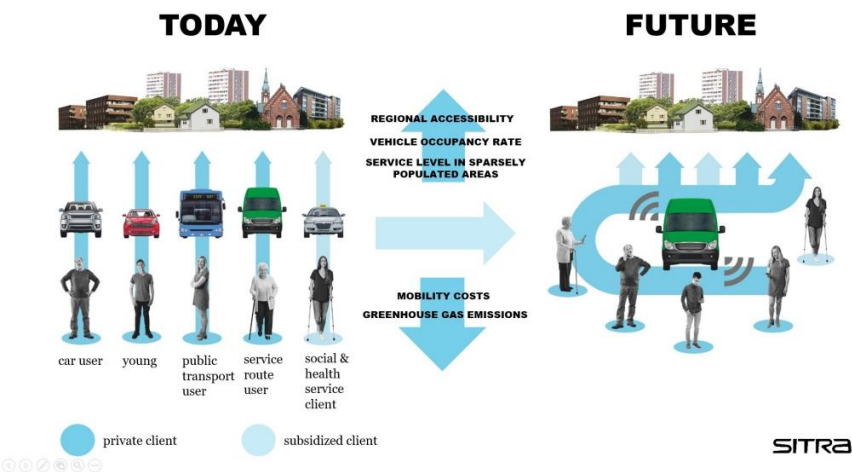 TODAY
FUTURE
REGIONAL ACCESSIBILITY
VEHICLE OCCUPANCY RATE
SERVICE LEVEL IN SPARSELY
POPULATED AREAS
MOBILITY COSTS
GREENHOUSE GAS EMISSIONS
car user
young
public
transport
user
service
route
user
social &
health
service
client
private client
subsidized client
SITRA